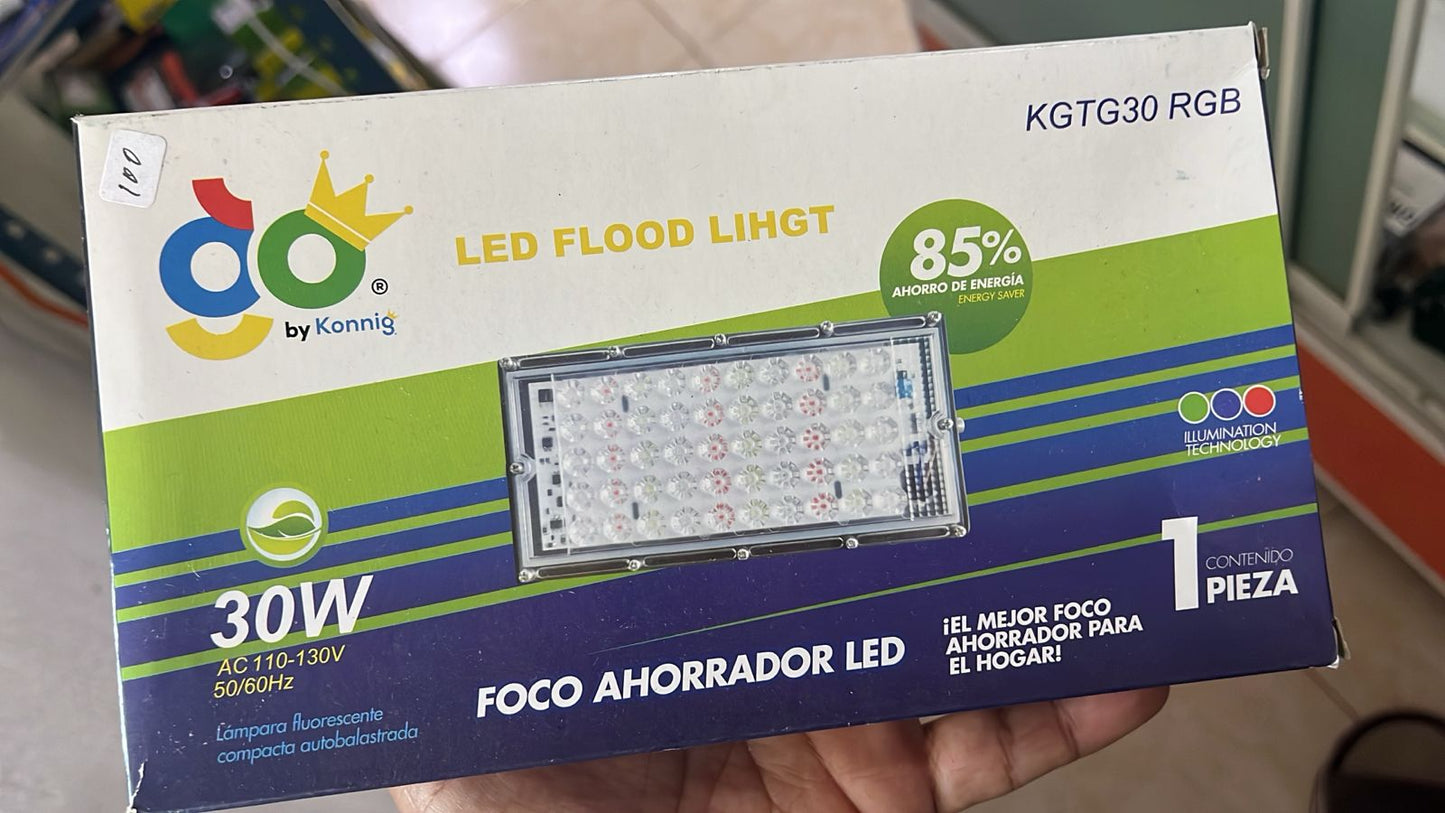 KGTG30 RGB
100
go
®
by Konnig
LED FLOOD LIHGT
85%
AHORRO DE ENERGÍA
ENERGY SAVER
ILLUMINATION
TECHNOLOGY
30W
AC 110-130V
50/60Hz
Lámpara fluorescente
compacta autobalastrada
FOCO AHORRADOR LED
¡EL MEJOR FOCO
AHORRADOR PARA
EL HOGAR!
1 CONTENIDO
PIEZA